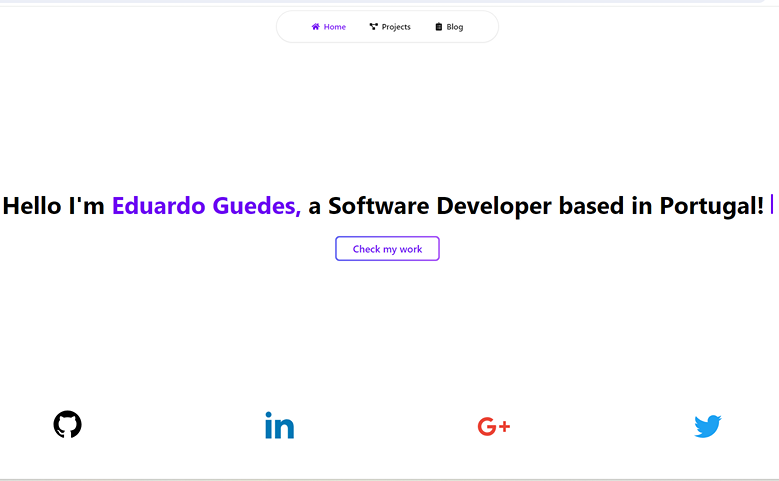 Home Projects Blog
Hello I'm Eduardo Guedes, a Software Developer based in Portugal!
Check my work
in G+